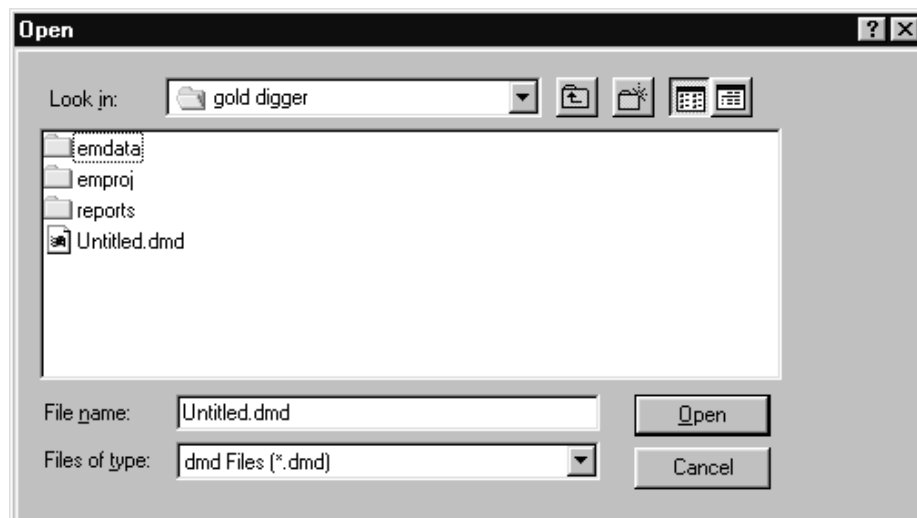 Open
Look in: gold digger
emdata
emproj
reports
Untitled.dmd
File name: Untitled.dmd Open
Files of type: dmd Files (*.dmd) Cancel